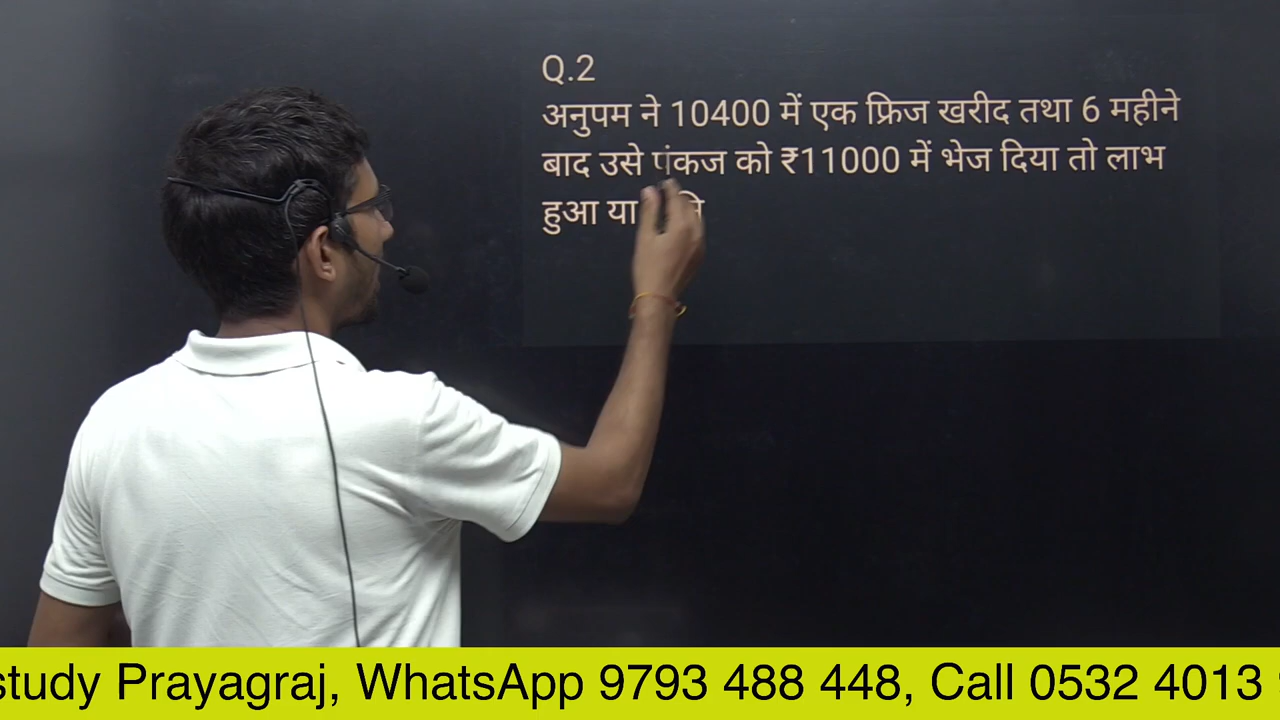 Q.2
अनुपम ने 10400 में एक फ्रिज खरीद तथा 6 महीने
बाद उसे पंकज को ₹11000 में भेज दिया तो लाभ
हुआ या
study Prayagraj, WhatsApp 9793 488 448, Call 0532 4013